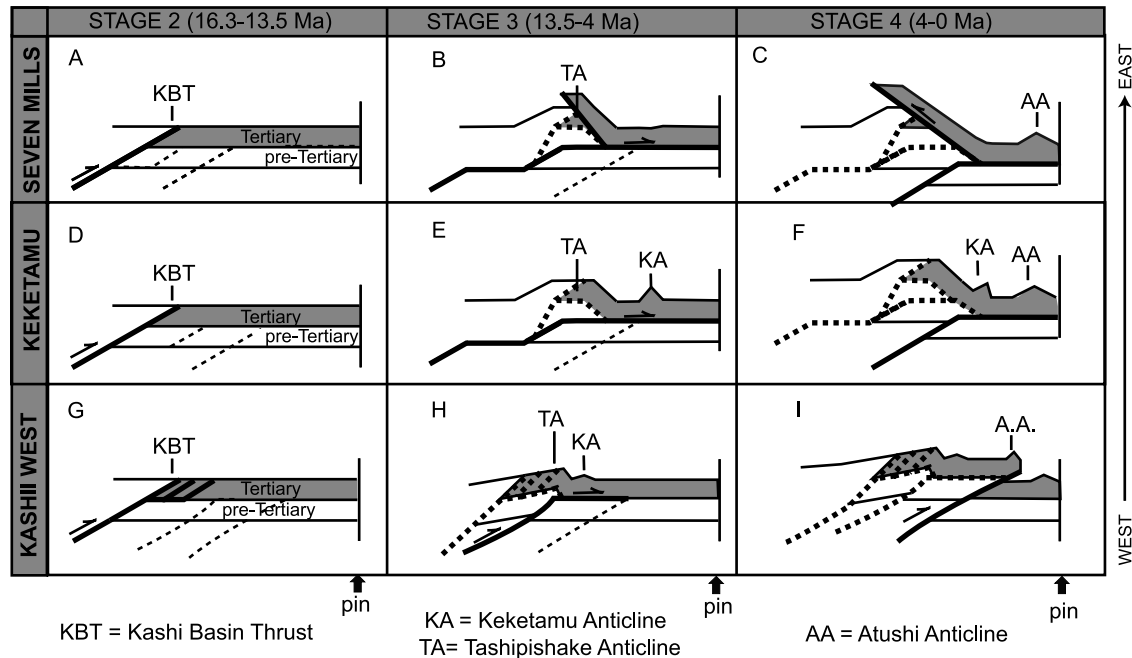 STAGE 2 (16.3-13.5 Ma)
STAGE 3 (13.5-4 Ma)
STAGE 4 (4-0 Ma)
SEVEN MILLS
A
KBT
Tertiary
pre-Tertiary
B
TA
C
AA
EAST
KEKETAMU
D
KBT
Tertiary
pre-Tertiary
E
TA
KA
F
KA
AA
KASHII WEST
G
KBT
Tertiary
pre-Tertiary
H
TA
KA
I
A.A.
WEST
pin
pin
pin
KBT = Kashi Basin Thrust
KA = Keketamu Anticline
TA= Tashipishake Anticline
AA = Atushi Anticline